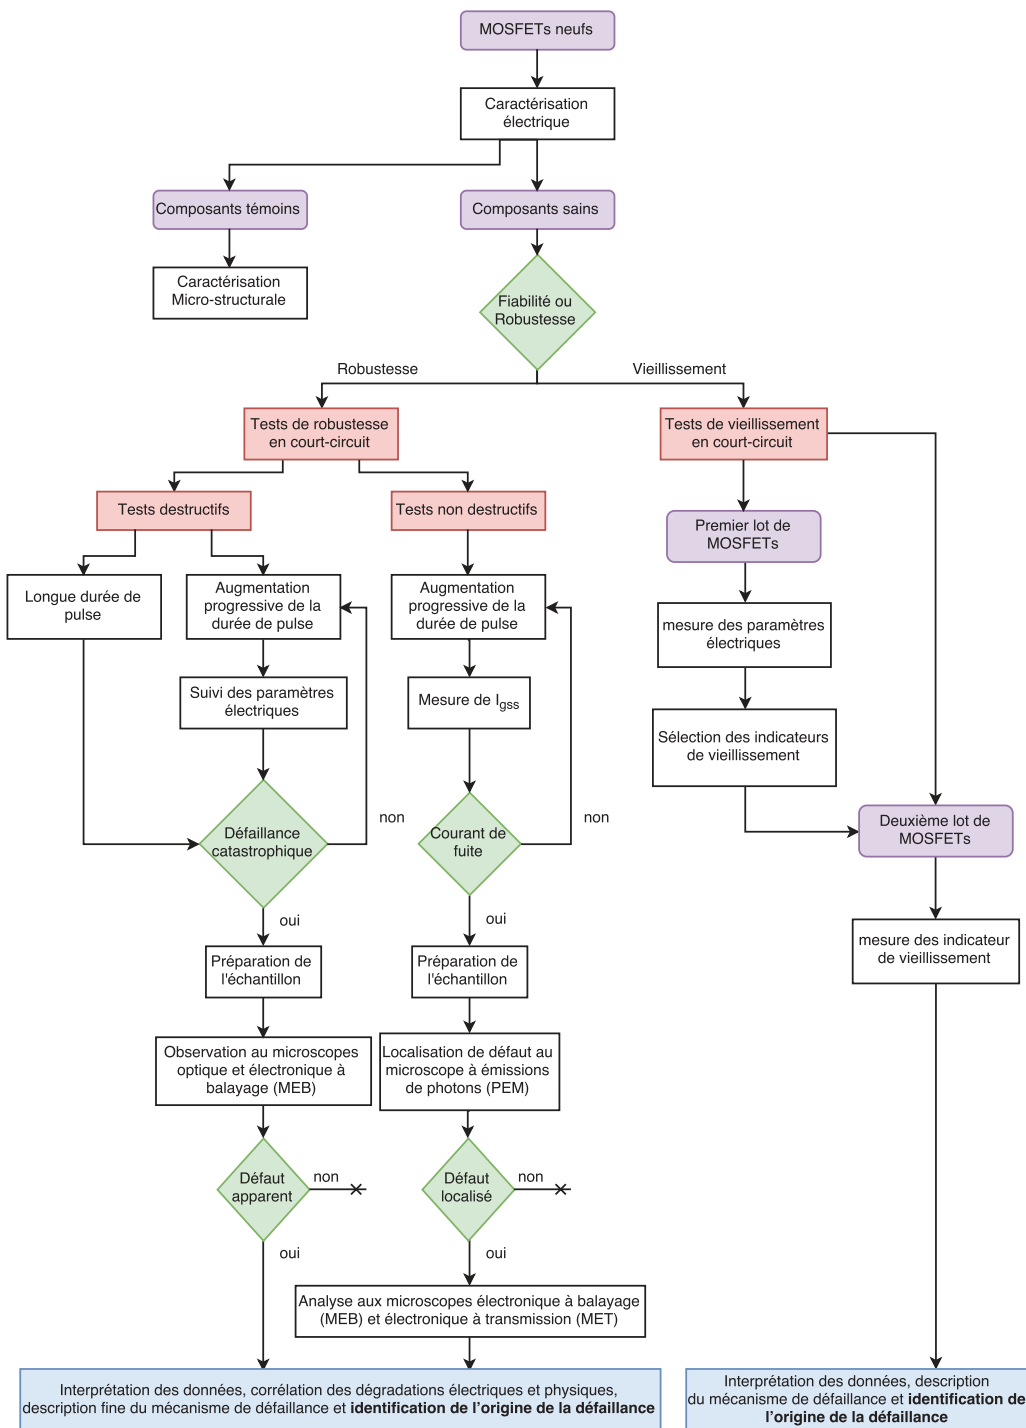 MOSFETs neufs
Caractérisation
électrique
Composants témoins
Composants sains
Caractérisation
Micro-structurale
Fiabilité ou
Robustesse
Robustesse
Vieillissement
Tests de robustesse
en court-circuit
Tests de vieillissement
en court-circuit
Tests destructifs
Tests non destructifs
Premier lot de
MOSFETs
Longue durée de
pulse
Augmentation
progressive de la
durée de pulse
Augmentation
progressive de la
durée de pulse
mesure des paramètres
électriques
Suivi des paramètres
électriques
Mesure de Igss
Sélection des indicateurs
de vieillissement
Défaillance
catastrophique
non
Courant de
fuite
non
Deuxième lot de
MOSFETs
oui
oui
Préparation de
l'échantillon
Préparation de
l'échantillon
mesure des indicateur
de vieillissement
Observation au microscopes
optique et électronique à
balayage (MEB)
Localisation de défaut au
microscope à émissions
de photons (PEM)
Défaut
apparent
non
Défaut
localisé
non
oui
oui
Analyse aux microscopes électronique à balayage
(MEB) et électronique à transmission (MET)
Interprétation des données, corrélation des dégradations électriques et physiques,
description fine du mécanisme de défaillance et identification de l'origine de la défaillance
Interprétation des données, description
du mécanisme de défaillance et identification de
l'origine de la défaillance